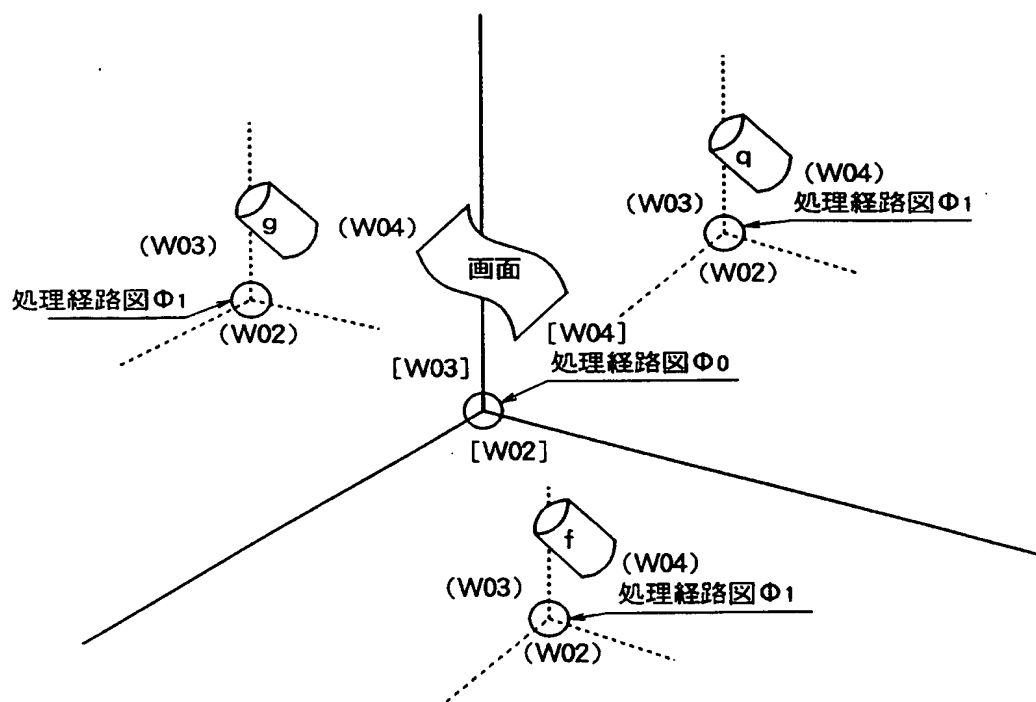 q
(W04)
(W03)
処理経路図Φ1
(W02)
g
(W04)
(W03)
処理経路図Φ1
(W02)
画面
[W04]
[W03]
処理経路図Φ0
[W02]
f
(W04)
(W03)
処理経路図Φ1
(W02)